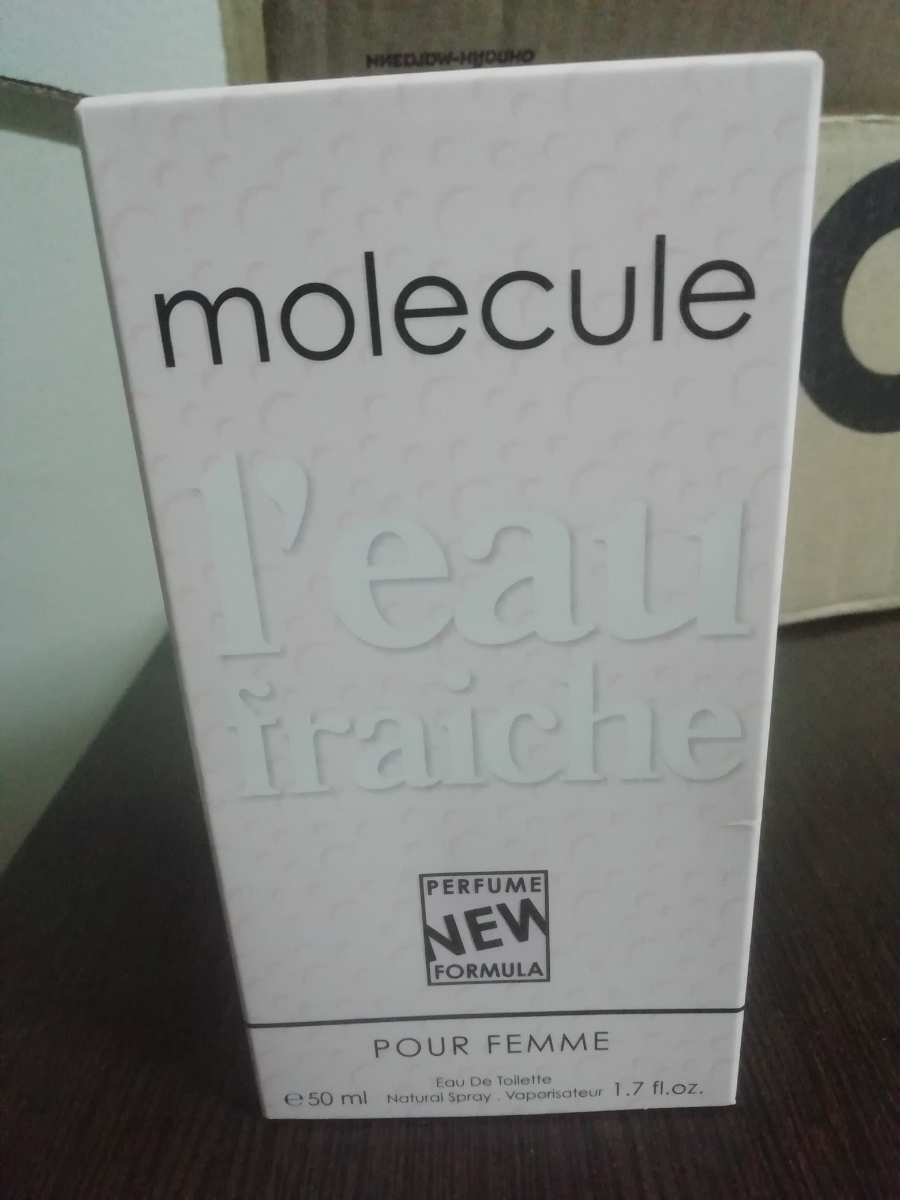 molecule
l'eau
fraiche
PERFUME
NEW
FORMULA
POUR FEMME
Eau De Toilette
℮ 50 ml Natural Spray . Vaporisateur 1.7 fl.oz.